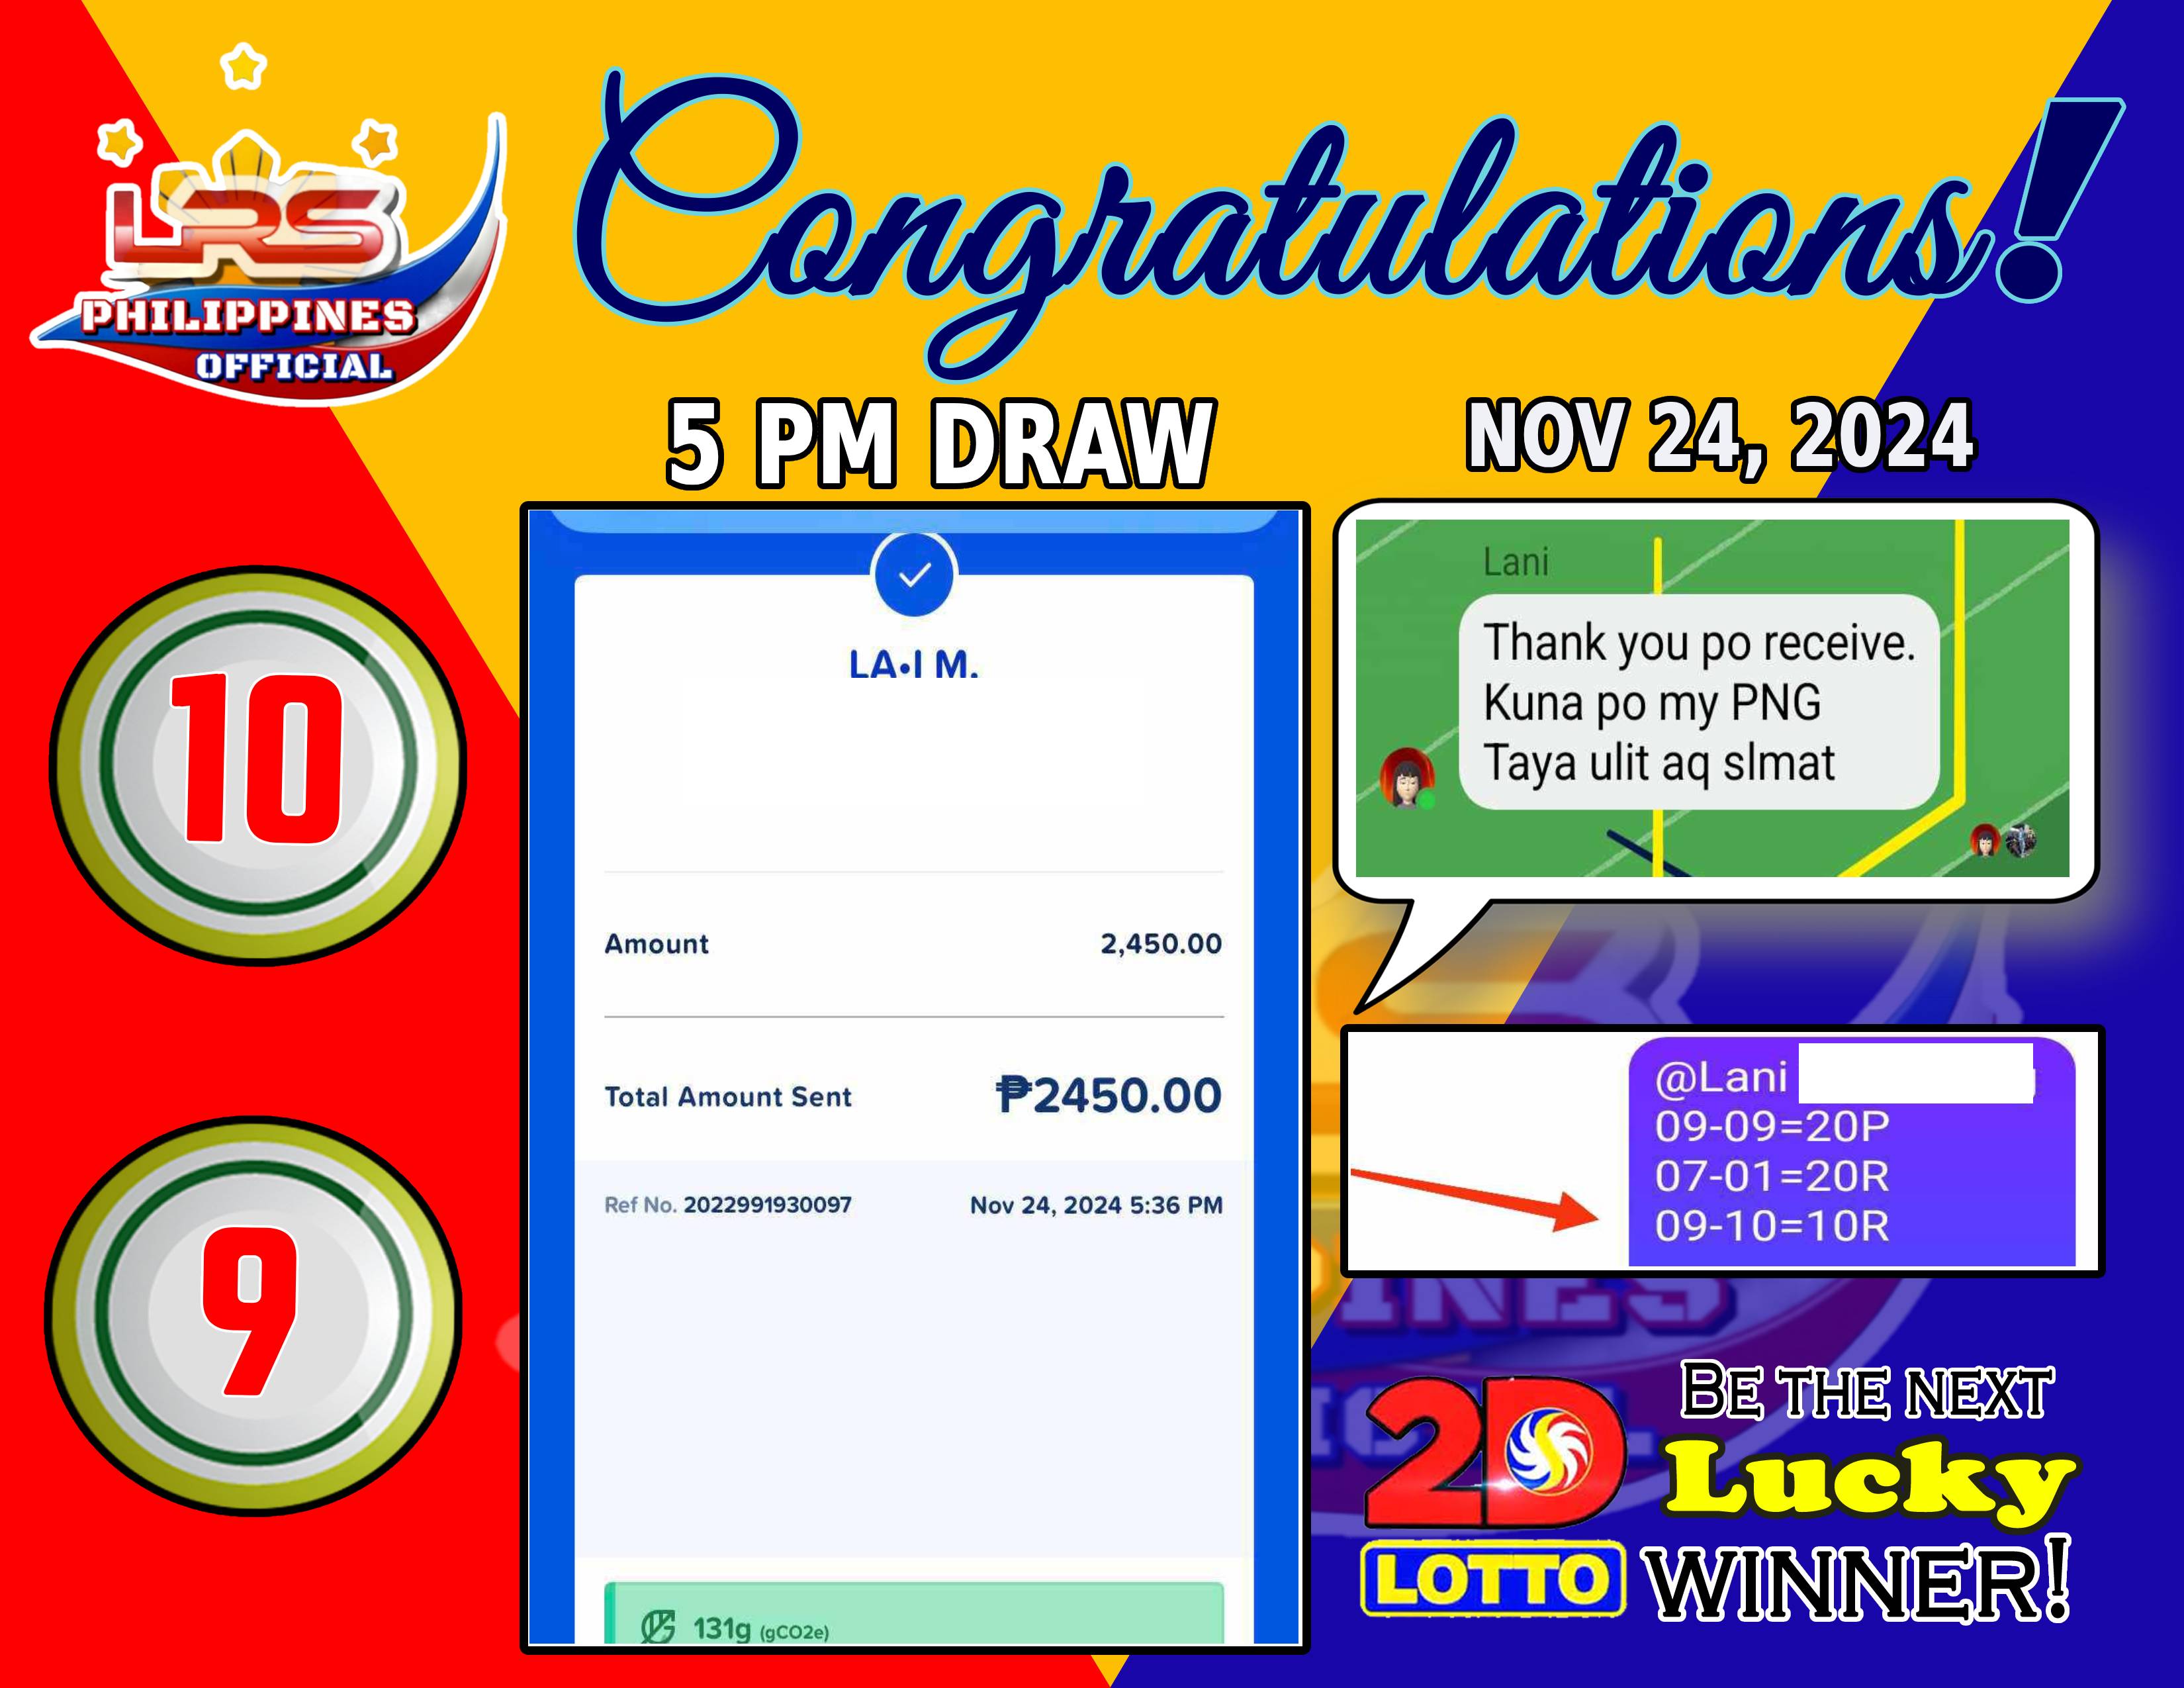 LRS
PHILIPPINES
OFFICIAL
Congratulations!
5 PM DRAW
NOV 24, 2024
10
9
LA•I M.
Amount 2,450.00
Total Amount Sent ₱2450.00
Ref No. 2022991930097 Nov 24, 2024 5:36 PM
131g (gCO2e)
Lani
Thank you po receive.
Kuna po my PNG
Taya ulit aq slmat
@Lani
09-09=20P
07-01=20R
09-10=10R
2D
LOTTO
BE THE NEXT
Lucky
WINNER!